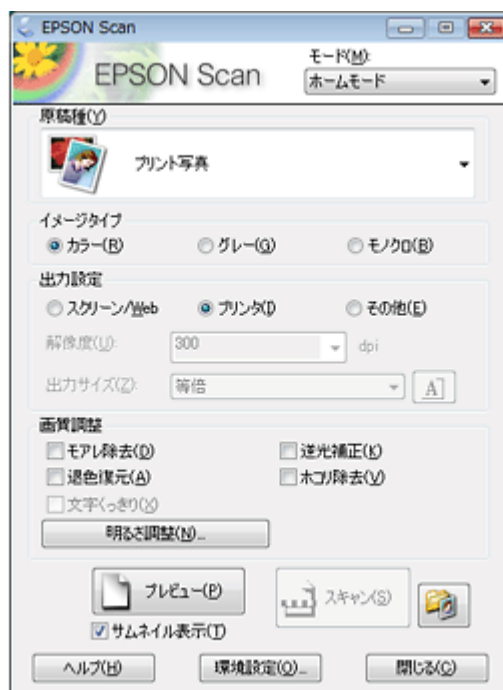 EPSON Scan
EPSON Scan
モード(M):
ホームモード
原稿種(Y)
プリント写真
イメージタイプ
カラー(R) グレー(G) モノクロ(B)
出力設定
スクリーン/Web プリンタ(I) その他(E)
解像度(U): 300 dpi
出力サイズ(Z): 等倍 A
画質調整
モアレ除去(D) 逆光補正(K)
退色復元(A) ホコリ除去(V)
文字くっきり(X)
明るさ調整(N)...
プレビュー(P) スキャン(S)
サムネイル表示(T)
ヘルプ(H) 環境設定(O)... 閉じる(C)